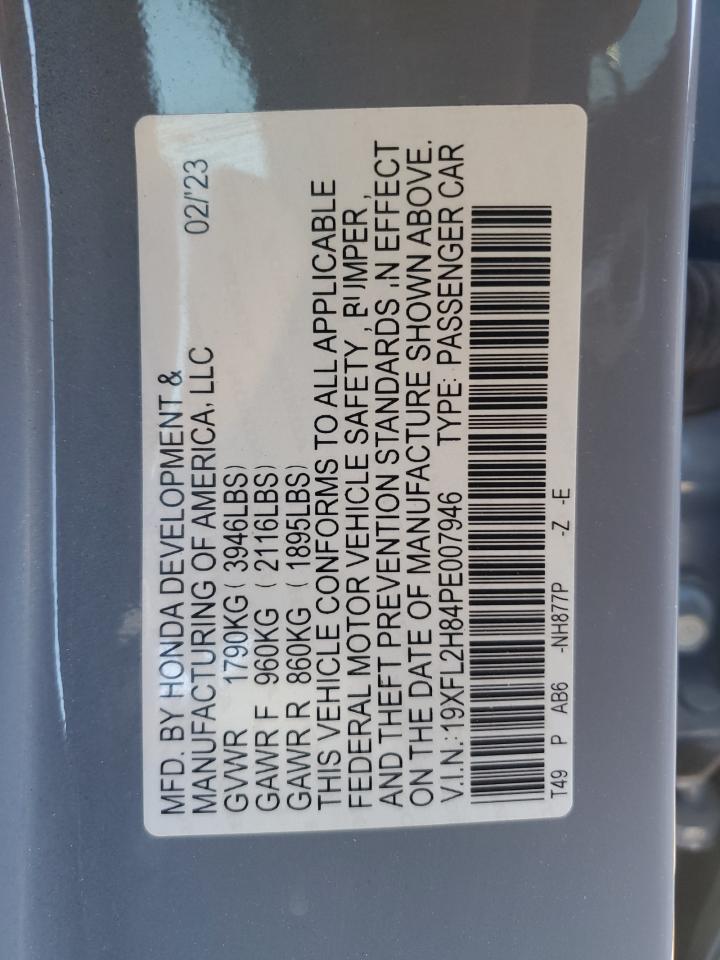 MFD. BY HONDA DEVELOPMENT &
MANUFACTURING OF AMERICA, LLC 02/'23
GVWR 1790KG ( 3946LBS)
GAWR F 960KG ( 2116LBS)
GAWR R 860KG ( 1895LBS)
THIS VEHICLE CONFORMS TO ALL APPLICABLE
FEDERAL MOTOR VEHICLE SAFETY , BUMPER ,
AND THEFT PREVENTION STANDARDS IN EFFECT
ON THE DATE OF MANUFACTURE SHOWN ABOVE.
V.I.N.: 19XFL2H84PE007946 TYPE: PASSENGER CAR
T49 P AB6 -NH877P -Z -E